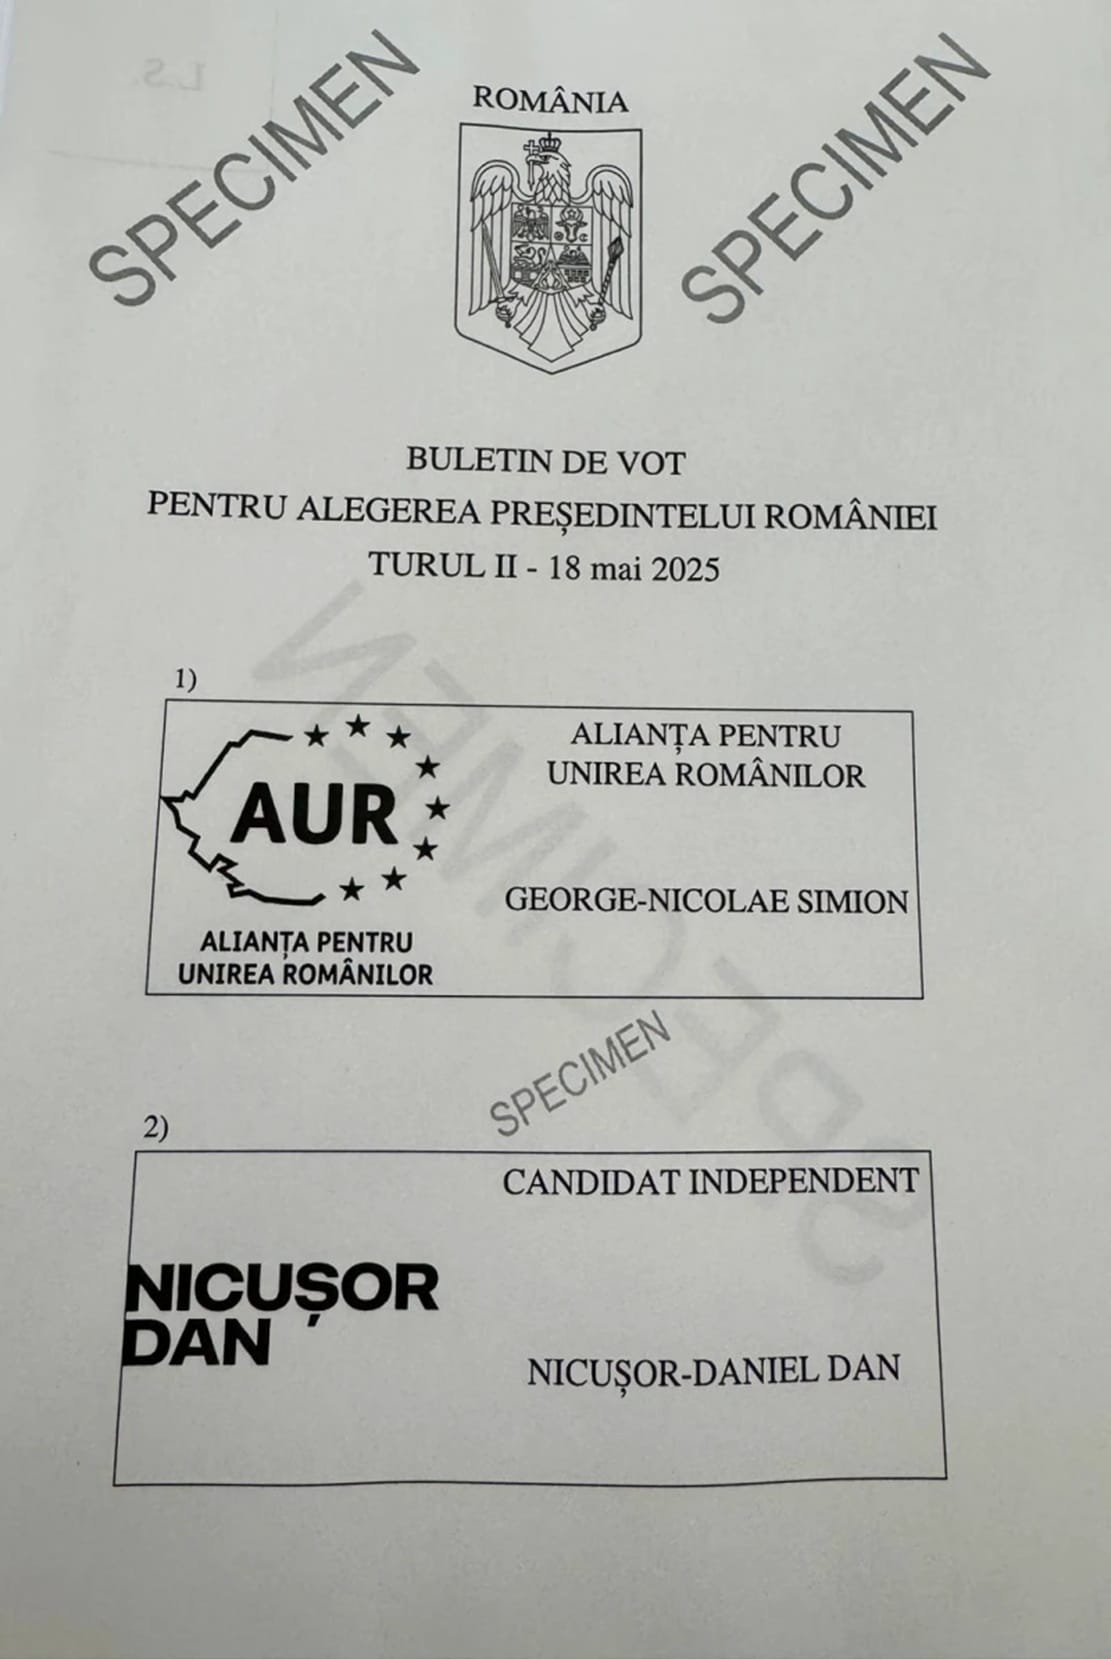 L.S.
SPECIMEN
SPECIMEN
ROMÂNIA
BULETIN DE VOT
PENTRU ALEGEREA PREȘEDINTELUI ROMÂNIEI
TURUL II - 18 mai 2025
SPECIMEN
1)
AUR
ALIANȚA PENTRU
UNIREA ROMÂNILOR
ALIANȚA PENTRU
UNIREA ROMÂNILOR
GEORGE-NICOLAE SIMION
SPECIMEN
2)
CANDIDAT INDEPENDENT
NICUȘOR
DAN
NICUȘOR-DANIEL DAN